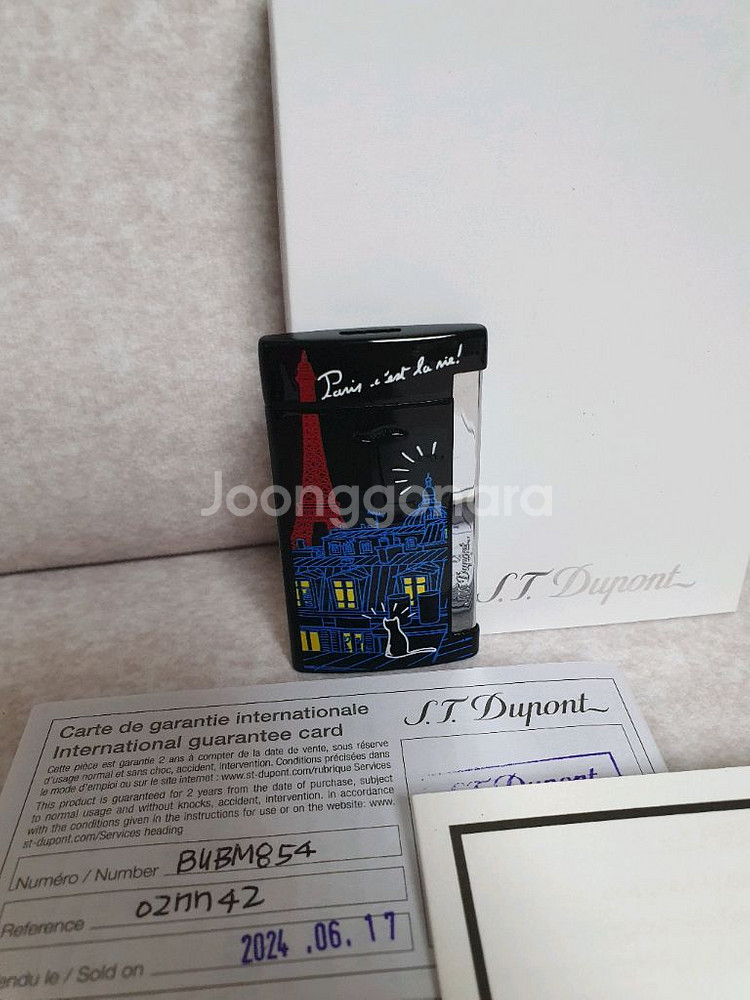 Paris c'est la vie!
Joonggonara
S.T. Dupont
S.T. Dupont
Carte de garantie internationale
International guarantee card
S.T. Dupont
Cette pièce est garantie 2 ans à compter de la date de vente, sous réserve
d'usage normal et sans choc, accident, intervention. Conditions précisées dans
le mode d'emploi ou sur le site internet : www.st-dupont.com/rubrique Services
This product is guaranteed for 2 years from the date of purchase, subject
to normal usage and without knocks, accident, intervention. In accordance
with the conditions given in the instructions for use or on the website: www.
st-dupont.com/Services heading
S.T. Dupont
Numéro / Number B4BM854
Reference 02nn42
endu le / Sold on 2024 .06. 17